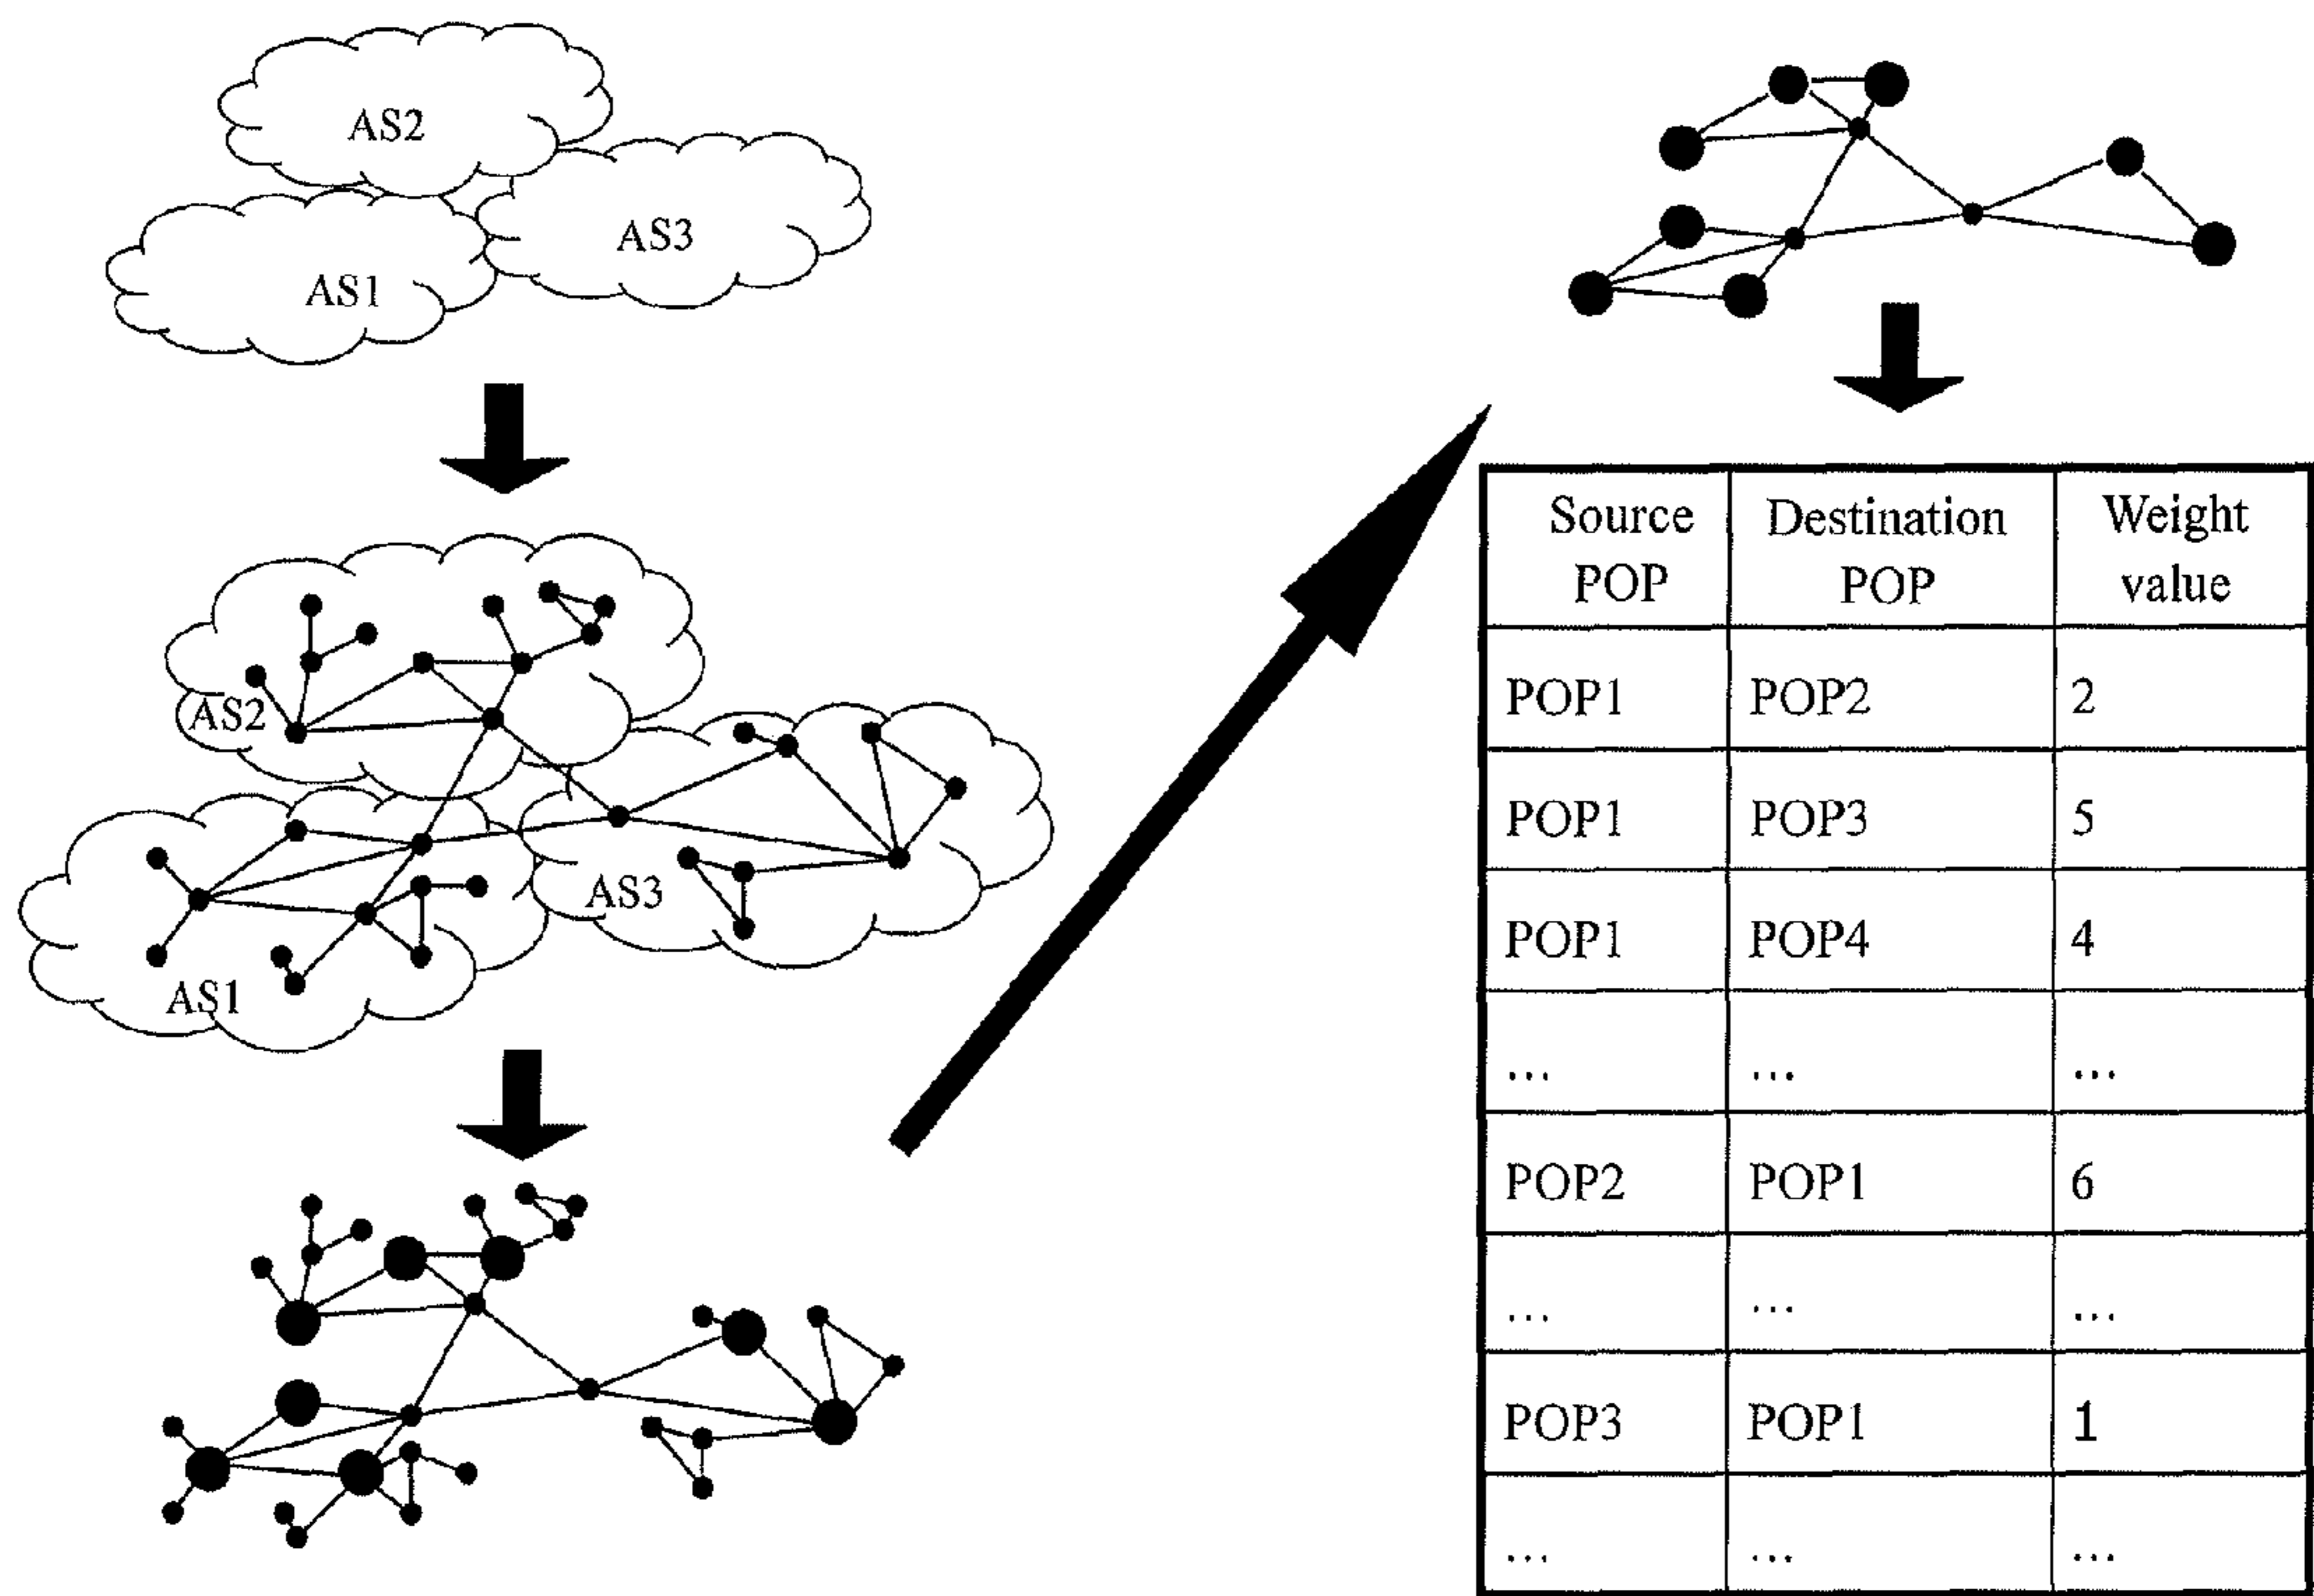 AS2
AS3
AS1
AS2
AS3
AS1
Source POP Destination POP Weight value
POP1 POP2 2
POP1 POP3 5
POP1 POP4 4
... ... ...
POP2 POP1 6
... ... ...
POP3 POP1 1
... ... ...